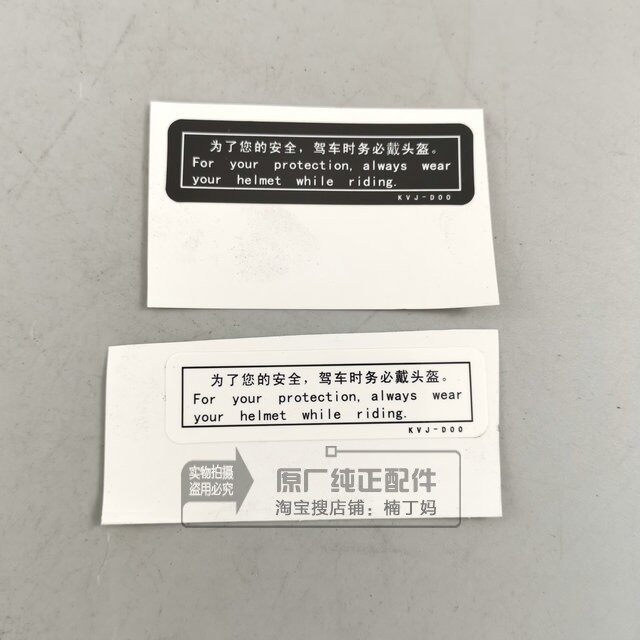 为了您的安全，驾车时务必戴头盔。
For your protection, always wear
your helmet while riding.
KVJ-D00
为了您的安全，驾车时务必戴头盔。
For your protection, always wear
your helmet while riding.
KVJ-D00
实物拍摄
盗用必究
原厂纯正配件
淘宝搜店铺：楠丁妈